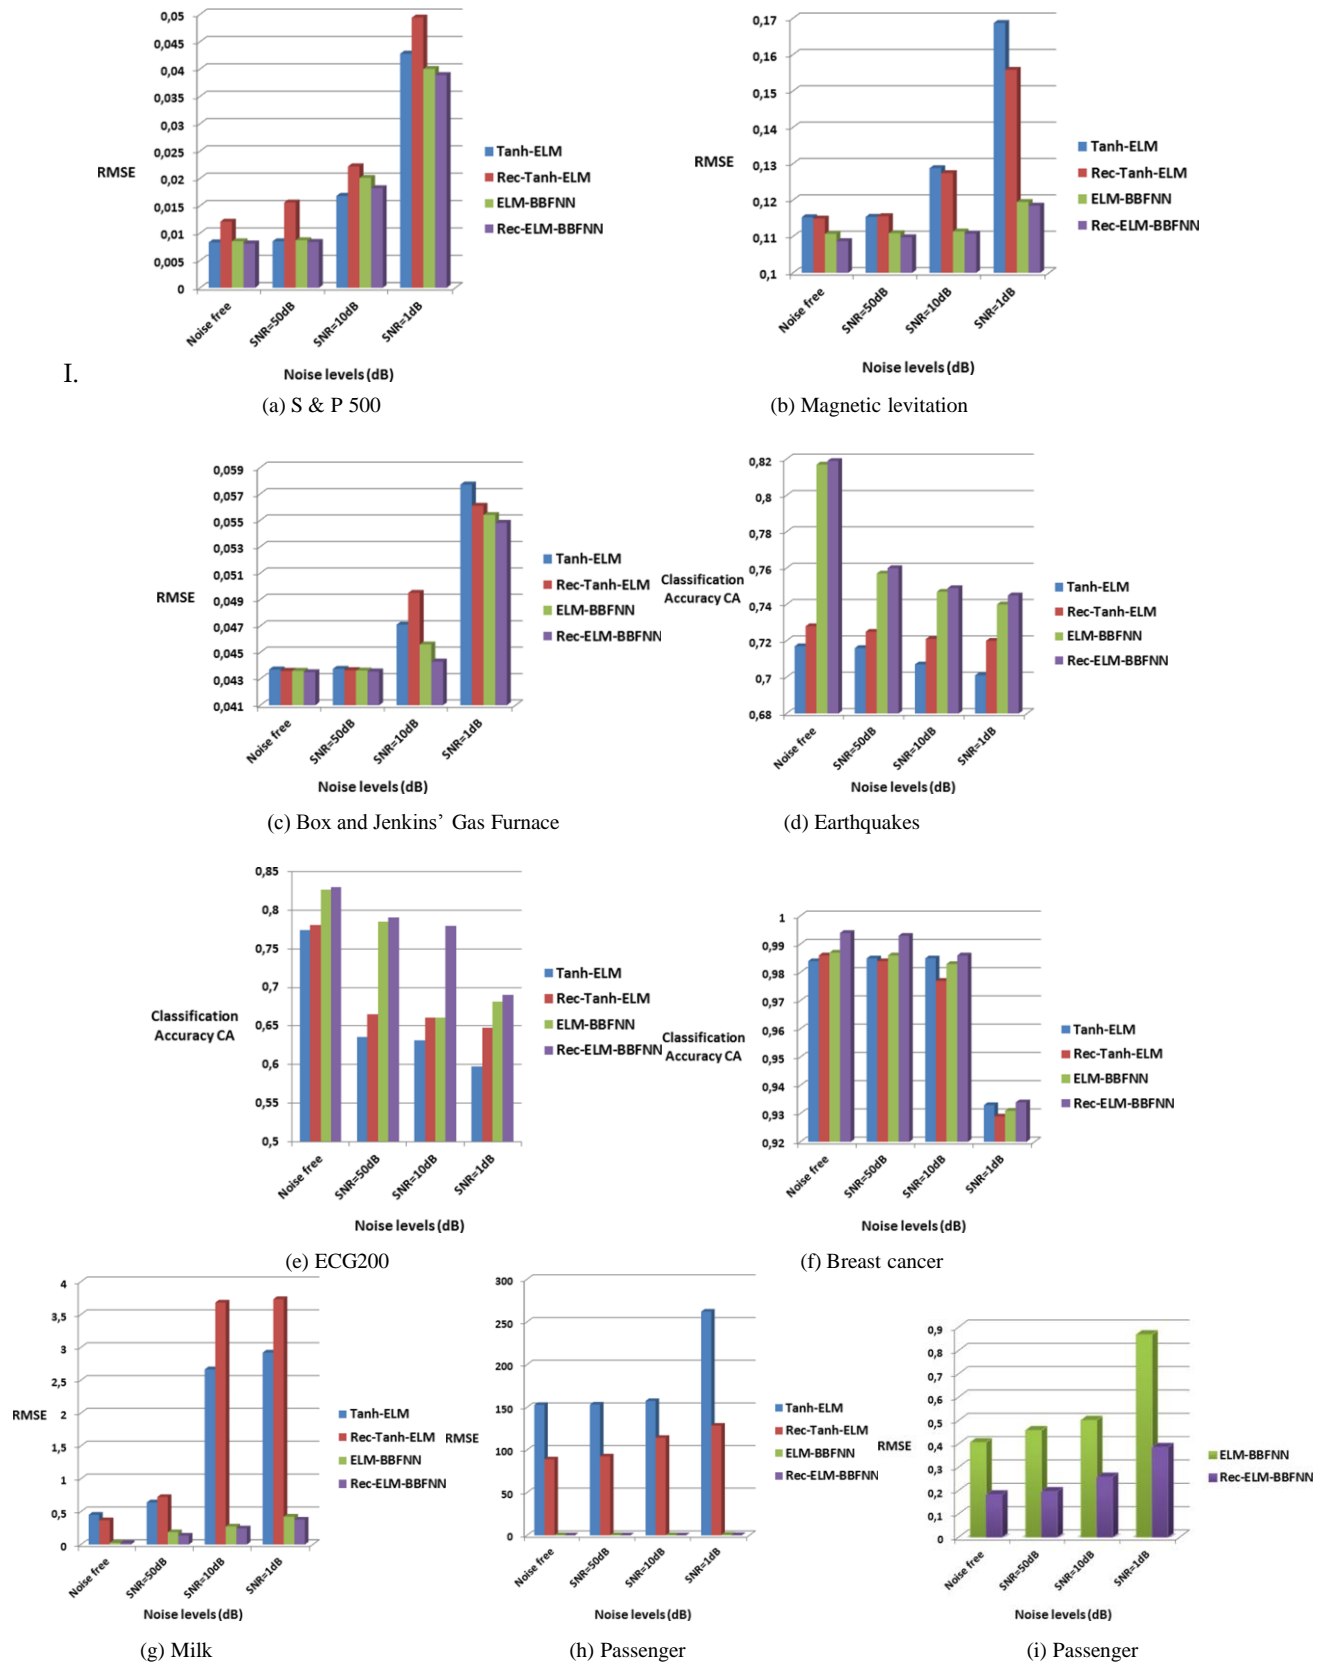 0,05
0,045
0,04
0,035
0,03
0,025
0,02
0,015
0,01
0,005
0
RMSE
Noise free
SNR=50dB
SNR=10dB
SNR=1dB
Noise levels (dB)
Tanh-ELM
Rec-Tanh-ELM
ELM-BBFNN
Rec-ELM-BBFNN
I.
(a) S & P 500
0,17
0,16
0,15
0,14
0,13
0,12
0,11
0,1
RMSE
Noise free
SNR=50dB
SNR=10dB
SNR=1dB
Noise levels (dB)
Tanh-ELM
Rec-Tanh-ELM
ELM-BBFNN
Rec-ELM-BBFNN
(b) Magnetic levitation
0,059
0,057
0,055
0,053
0,051
0,049
0,047
0,045
0,043
0,041
RMSE
Noise free
SNR=50dB
SNR=10dB
SNR=1dB
Noise levels (dB)
Tanh-ELM
Rec-Tanh-ELM
ELM-BBFNN
Rec-ELM-BBFNN
(c) Box and Jenkins’ Gas Furnace
0,82
0,8
0,78
0,76
0,74
0,72
0,7
0,68
Classification
Accuracy CA
Noise free
SNR=50dB
SNR=10dB
SNR=1dB
Noise levels (dB)
Tanh-ELM
Rec-Tanh-ELM
ELM-BBFNN
Rec-ELM-BBFNN
(d) Earthquakes
0,85
0,8
0,75
0,7
0,65
0,6
0,55
0,5
Classification
Accuracy CA
Noise free
SNR=50dB
SNR=10dB
SNR=1dB
Noise levels (dB)
Tanh-ELM
Rec-Tanh-ELM
ELM-BBFNN
Rec-ELM-BBFNN
(e) ECG200
1
0,99
0,98
0,97
0,96
0,95
0,94
0,93
0,92
Classification
Accuracy CA
Noise free
SNR=50dB
SNR=10dB
SNR=1dB
Noise levels (dB)
Tanh-ELM
Rec-Tanh-ELM
ELM-BBFNN
Rec-ELM-BBFNN
(f) Breast cancer
4
3,5
3
2,5
2
1,5
1
0,5
0
RMSE
Noise free
SNR=50dB
SNR=10dB
SNR=1dB
Noise levels (dB)
Tanh-ELM
Rec-Tanh-ELM
ELM-BBFNN
Rec-ELM-BBFNN
(g) Milk
300
250
200
150
100
50
0
RMSE
Noise free
SNR=50dB
SNR=10dB
SNR=1dB
Noise levels (dB)
Tanh-ELM
Rec-Tanh-ELM
ELM-BBFNN
Rec-ELM-BBFNN
(h) Passenger
0,9
0,8
0,7
0,6
0,5
0,4
0,3
0,2
0,1
0
RMSE
Noise free
SNR=50dB
SNR=10dB
SNR=1dB
Noise levels (dB)
ELM-BBFNN
Rec-ELM-BBFNN
(i) Passenger